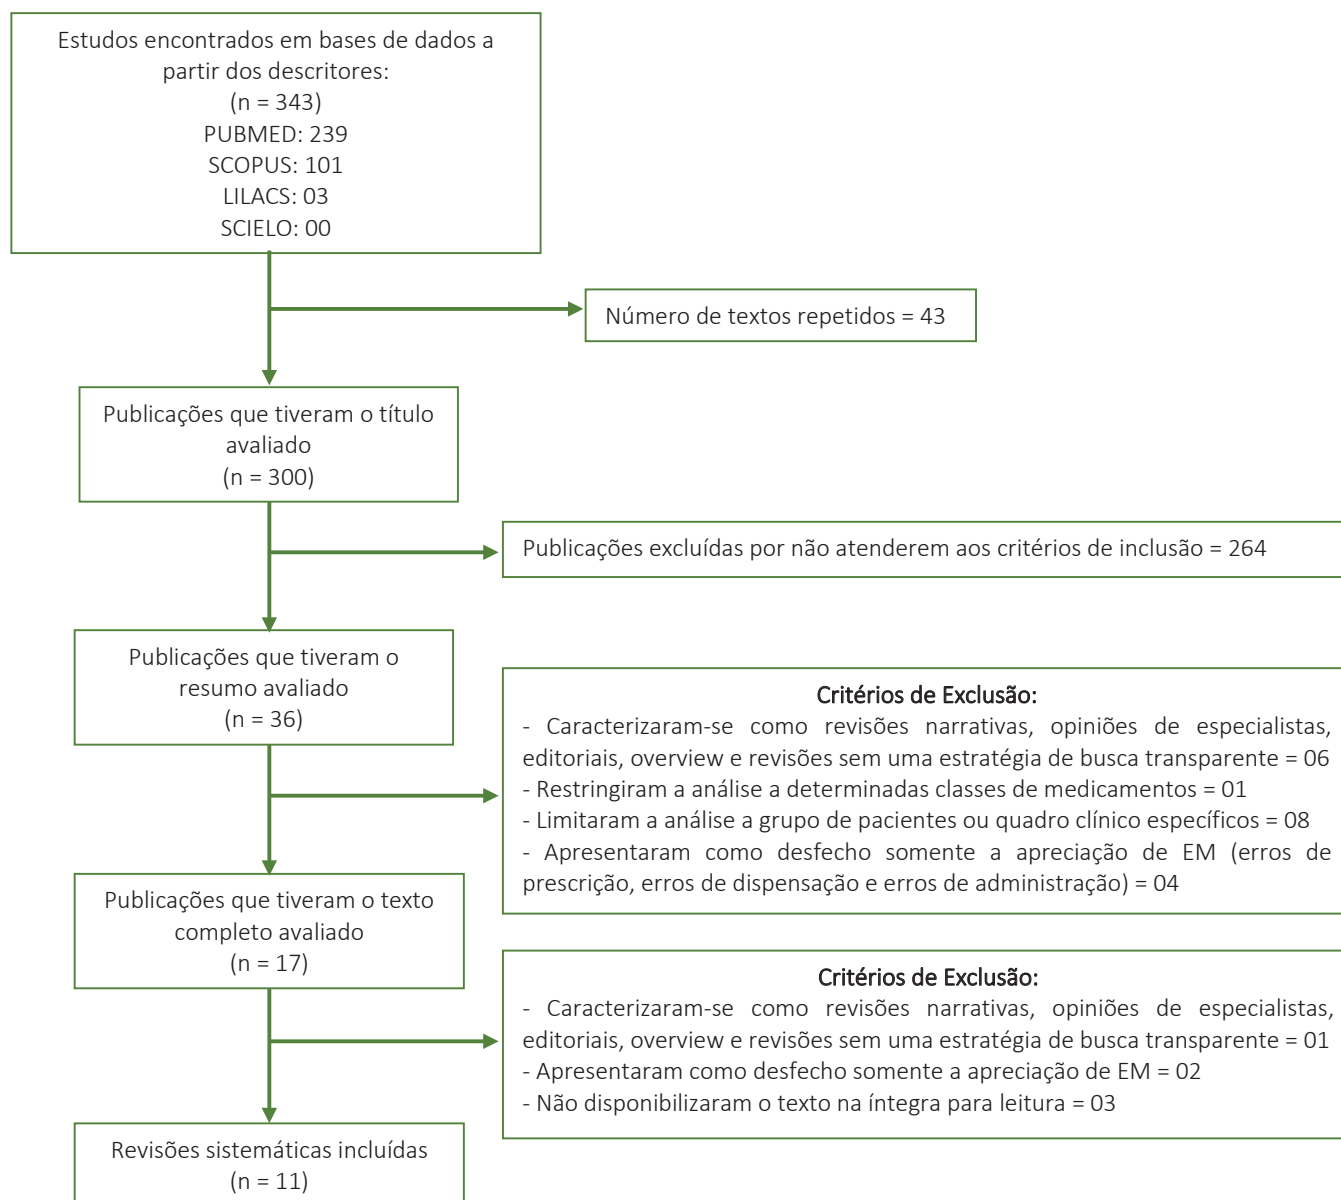 Estudos encontrados em bases de dados a
partir dos descritores:
(n = 343)
PUBMED: 239
SCOPUS: 101
LILACS: 03
SCIELO: 00
Número de textos repetidos = 43
Publicações que tiveram o título
avaliado
(n = 300)
Publicações excluídas por não atenderem aos critérios de inclusão = 264
Publicações que tiveram o
resumo avaliado
(n = 36)
Critérios de Exclusão:
- Caracterizaram-se como revisões narrativas, opiniões de especialistas,
editoriais, overview e revisões sem uma estratégia de busca transparente = 06
- Restringiram a análise a determinadas classes de medicamentos = 01
- Limitaram a análise a grupo de pacientes ou quadro clínico específicos = 08
- Apresentaram como desfecho somente a apreciação de EM (erros de
prescrição, erros de dispensação e erros de administração) = 04
Publicações que tiveram o texto
completo avaliado
(n = 17)
Critérios de Exclusão:
- Caracterizaram-se como revisões narrativas, opiniões de especialistas,
editoriais, overview e revisões sem uma estratégia de busca transparente = 01
- Apresentaram como desfecho somente a apreciação de EM = 02
- Não disponibilizaram o texto na íntegra para leitura = 03
Revisões sistemáticas incluídas
(n = 11)